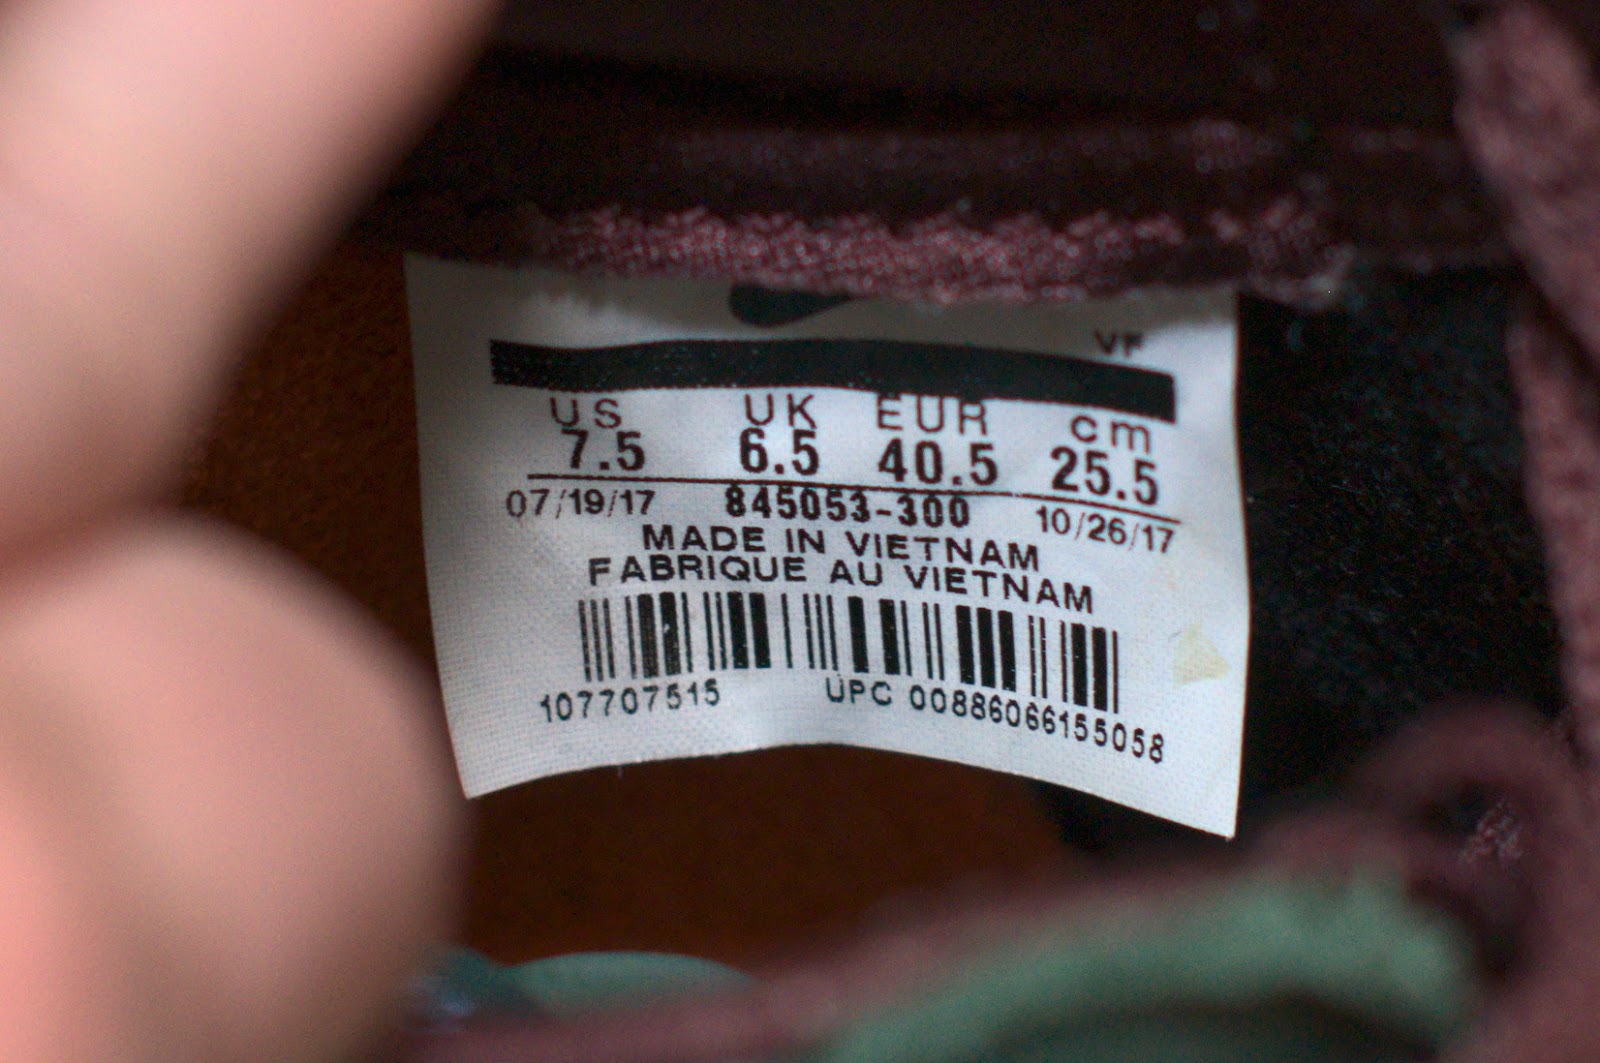 VF
US UK EUR cm
7.5 6.5 40.5 25.5
07/19/17 845053-300 10/26/17
MADE IN VIETNAM
FABRIQUE AU VIETNAM
107707515 UPC 00886066155058